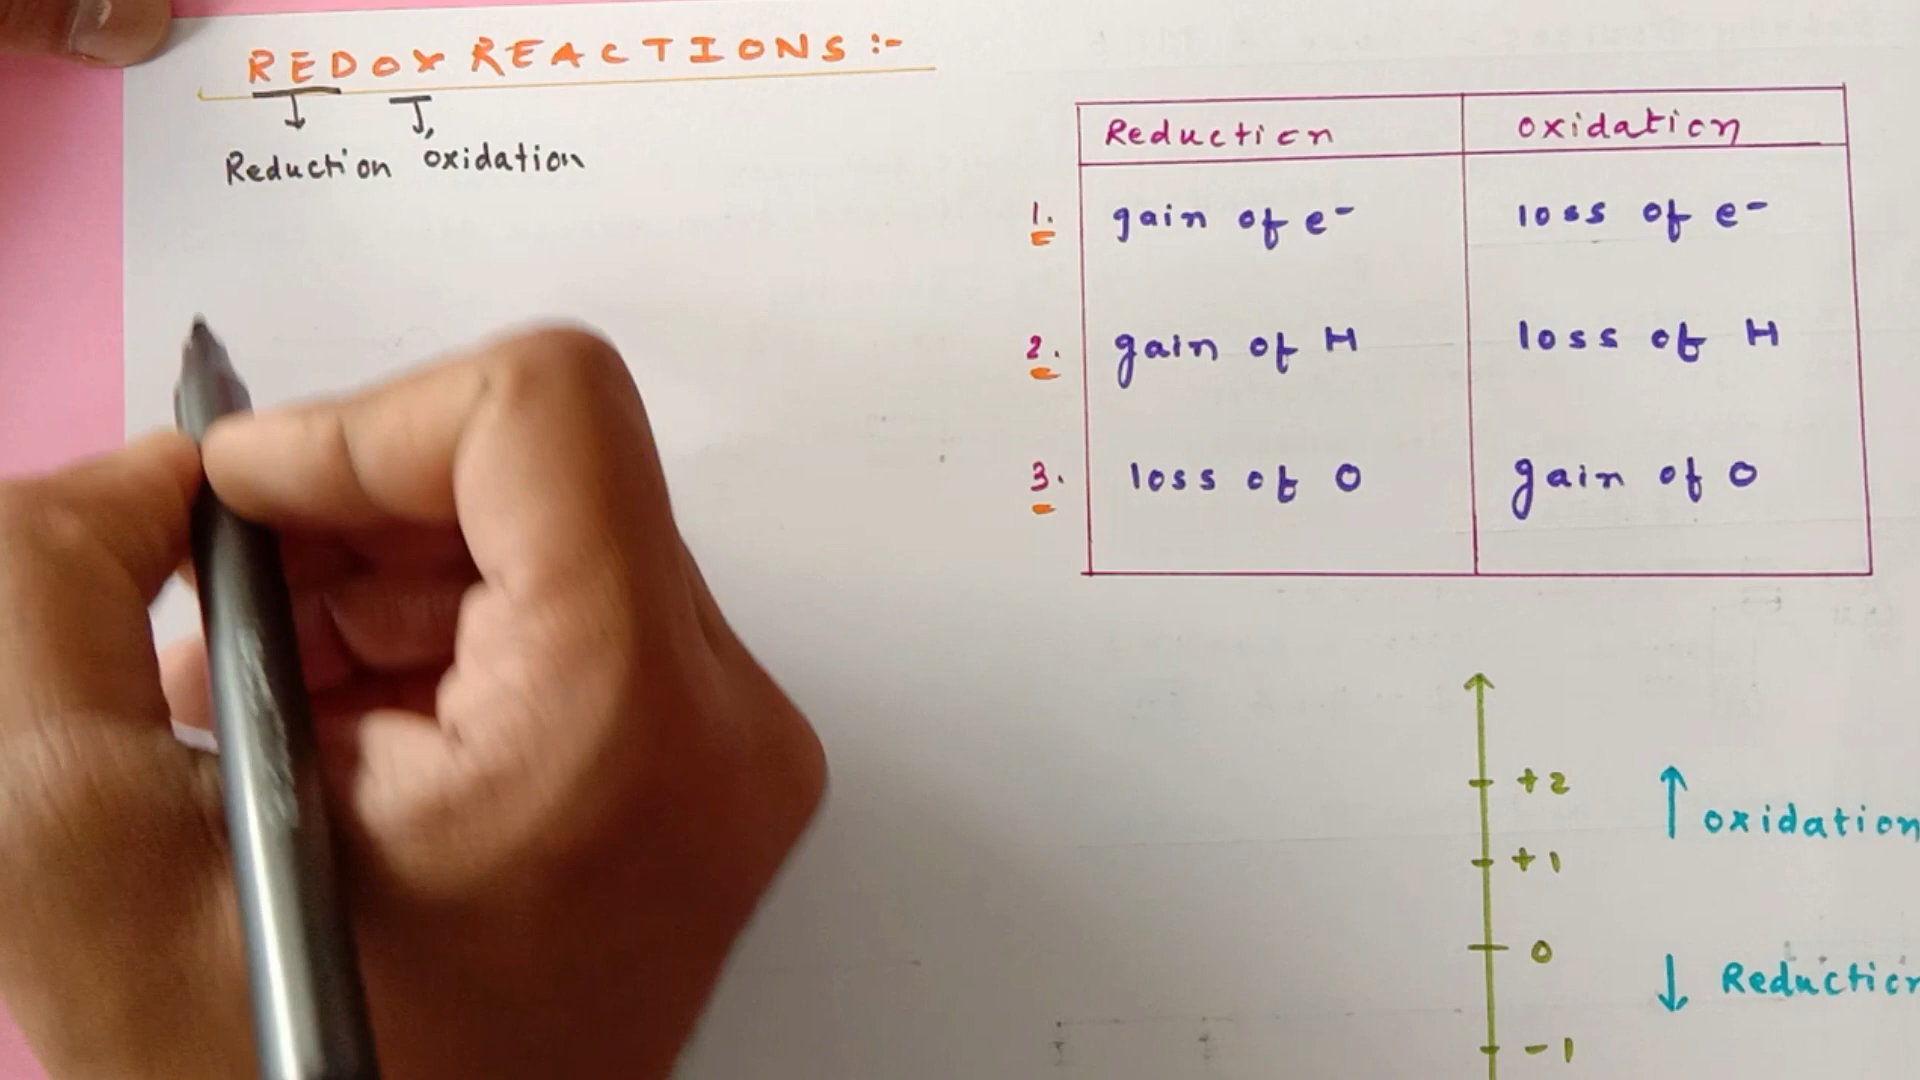 REDOX REACTIONS :-
Reduction oxidation
Reduction oxidation
1. gain of e- loss of e-
2. gain of H loss of H
3. loss of O gain of O
+2
↑ oxidation
+1
0
↓ Reduction
-1